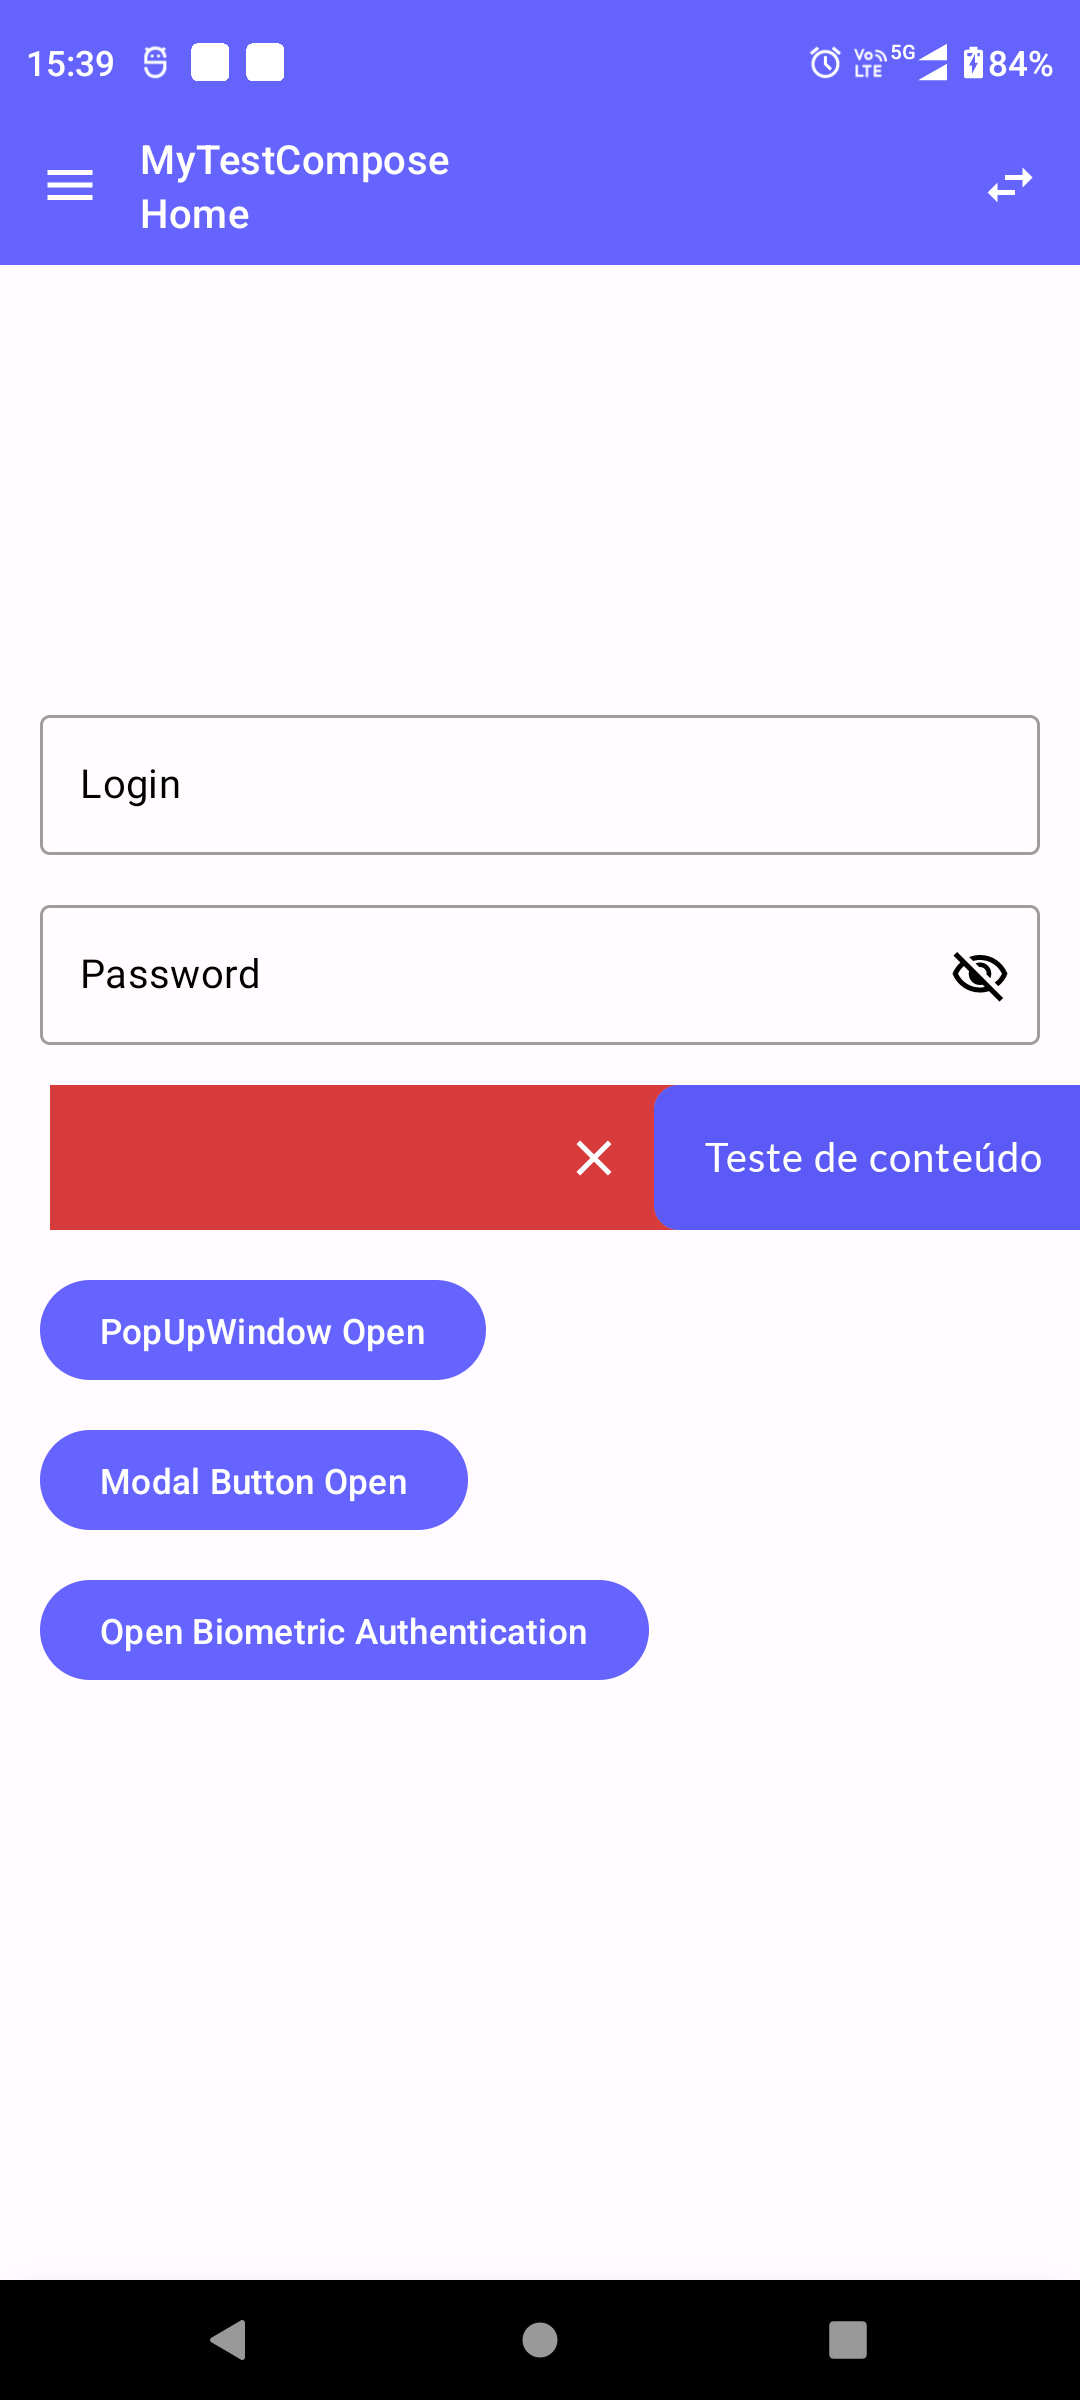 15:39
Vo LTE 5G 84%
MyTestCompose
Home
Login
Password
Teste de conteúdo
PopUpWindow Open
Modal Button Open
Open Biometric Authentication